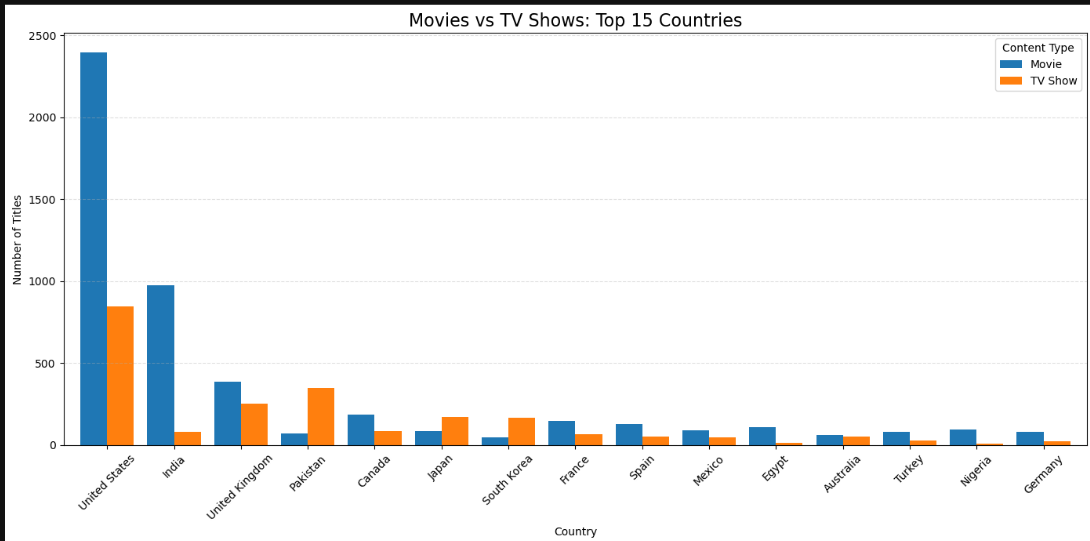 Movies vs TV Shows: Top 15 Countries
Content Type
Movie
TV Show
Number of Titles
2500
2000
1500
1000
500
0
United States
India
United Kingdom
Pakistan
Canada
Japan
South Korea
France
Spain
Mexico
Egypt
Australia
Turkey
Nigeria
Germany
Country